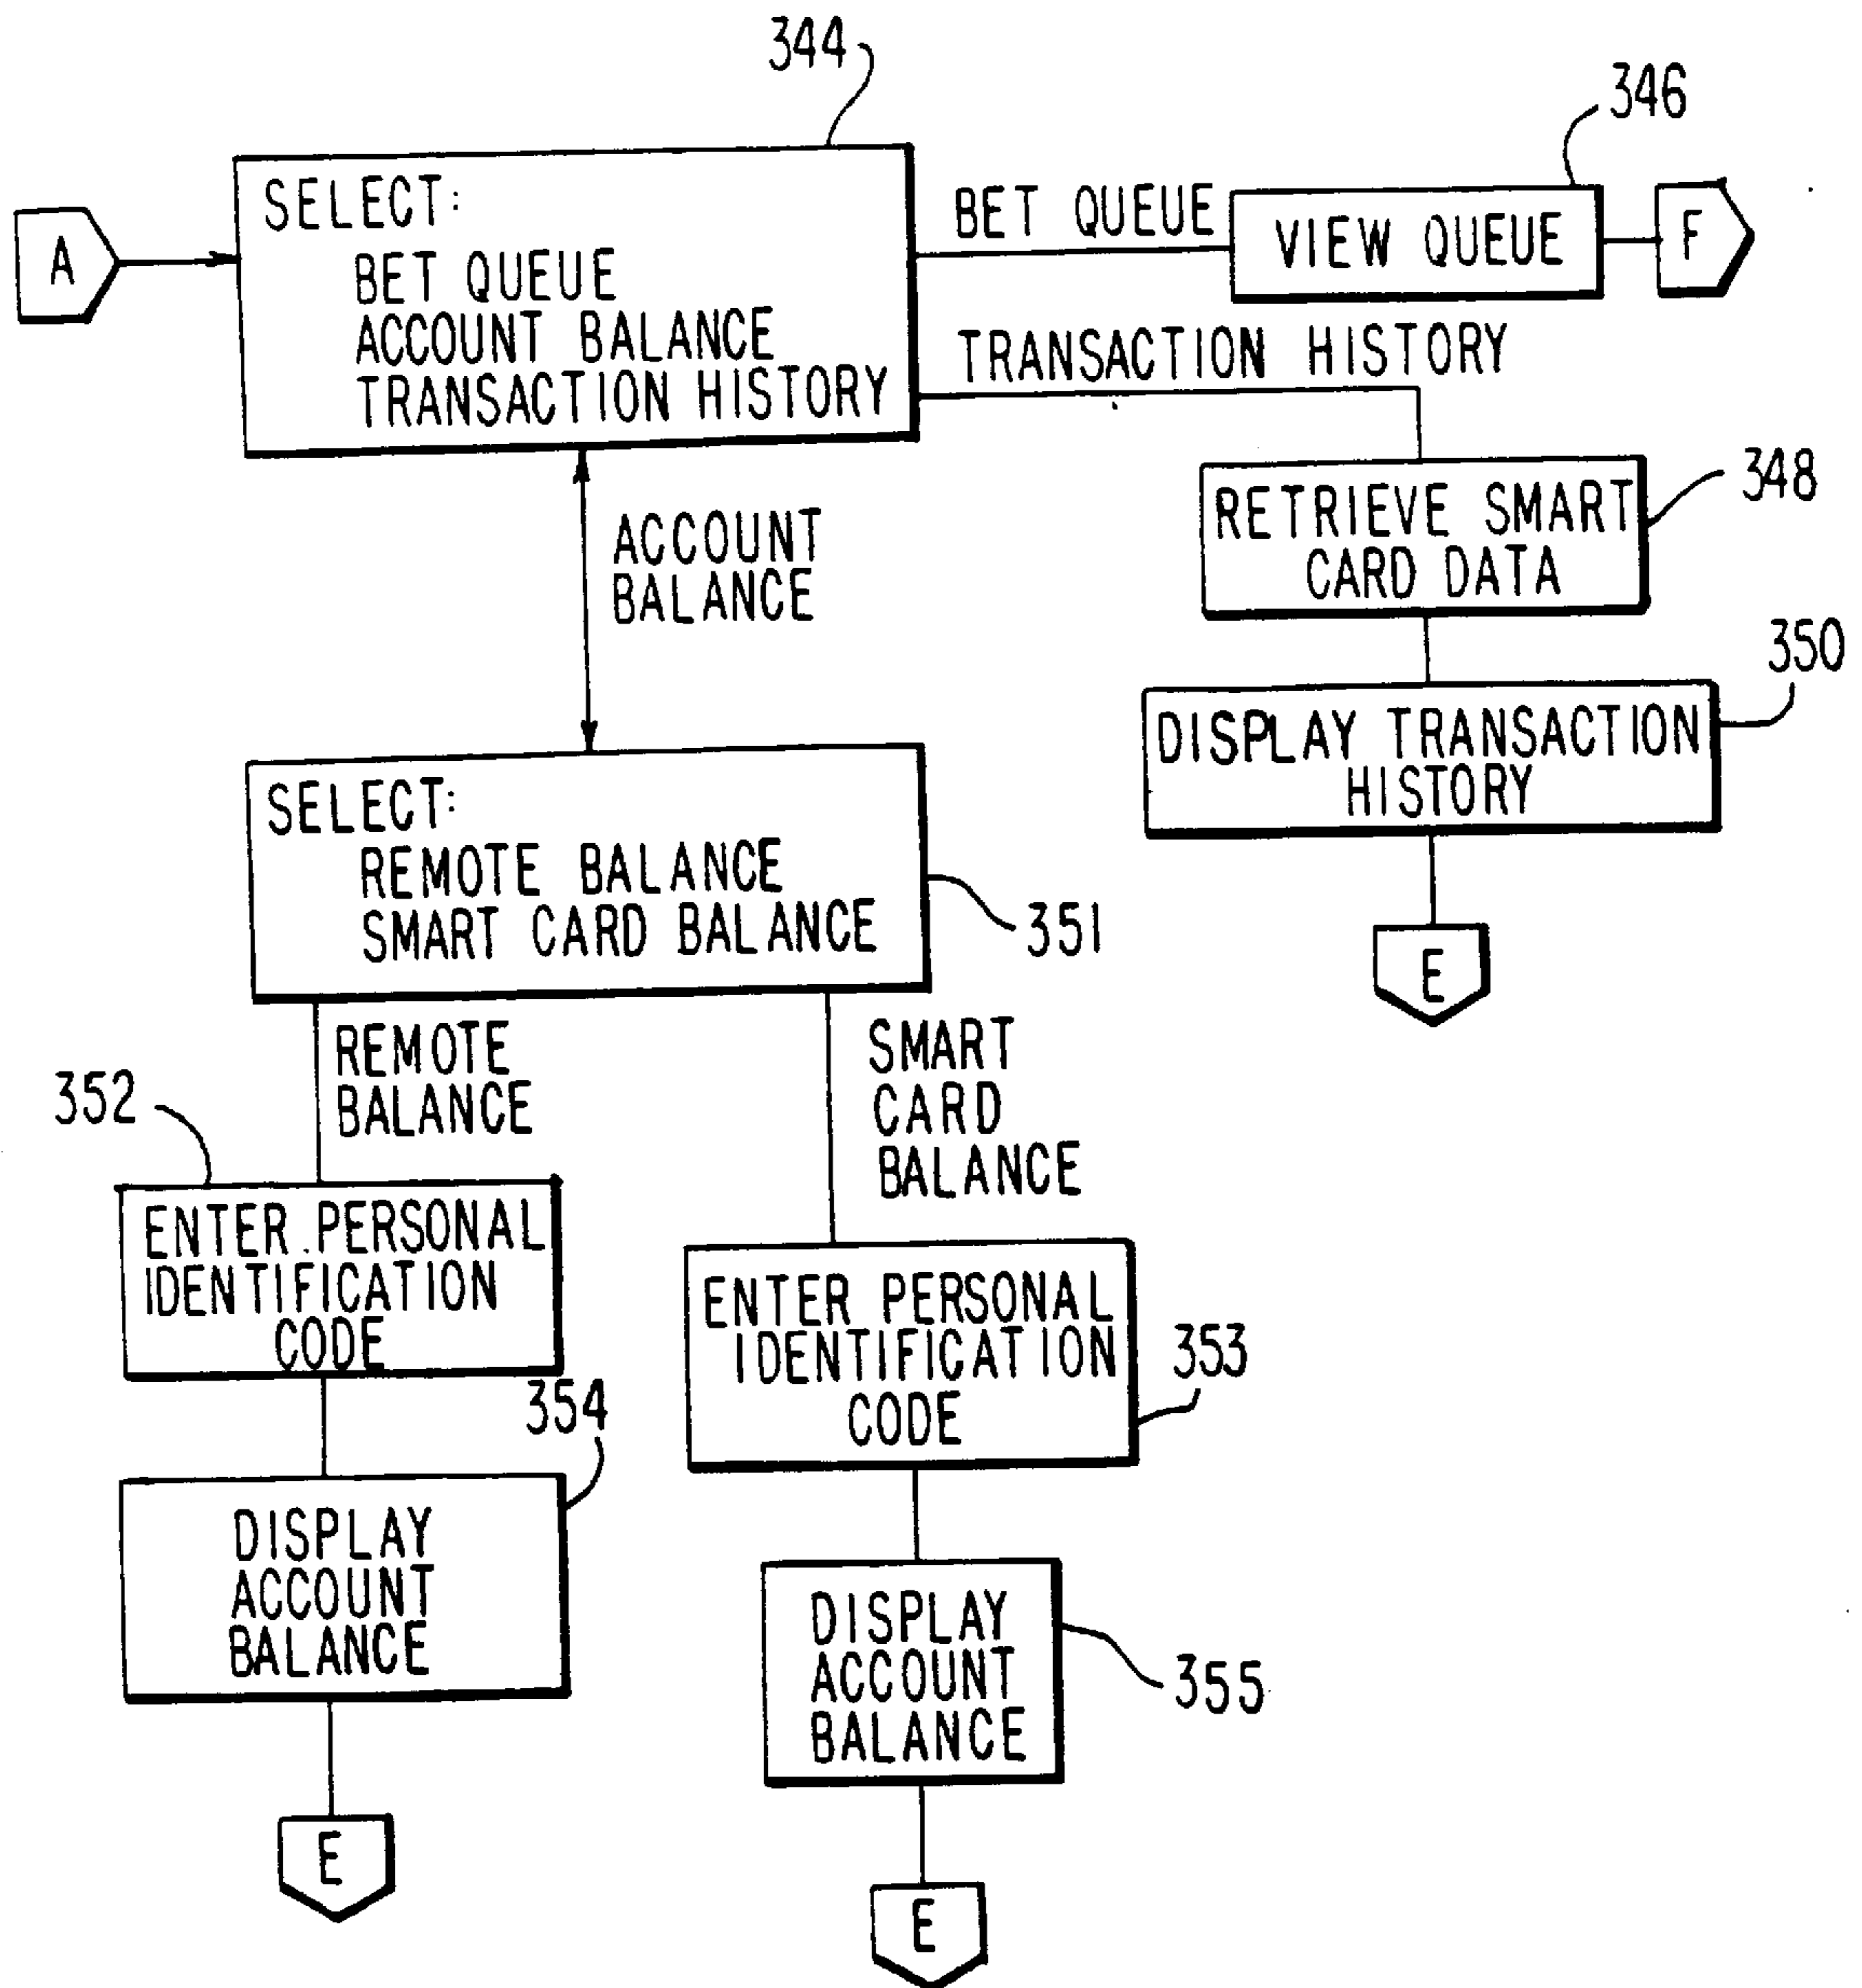 344
346
A
SELECT:
BET QUEUE
ACCOUNT BALANCE
TRANSACTION HISTORY
BET QUEUE
VIEW QUEUE
F
TRANSACTION HISTORY
348
RETRIEVE SMART
CARD DATA
ACCOUNT
BALANCE
350
DISPLAY TRANSACTION
HISTORY
E
SELECT:
REMOTE BALANCE
SMART CARD BALANCE
351
REMOTE
BALANCE
SMART
CARD
BALANCE
352
ENTER PERSONAL
IDENTIFICATION
CODE
353
ENTER PERSONAL
IDENTIFICATION
CODE
354
DISPLAY
ACCOUNT
BALANCE
355
DISPLAY
ACCOUNT
BALANCE
E
E